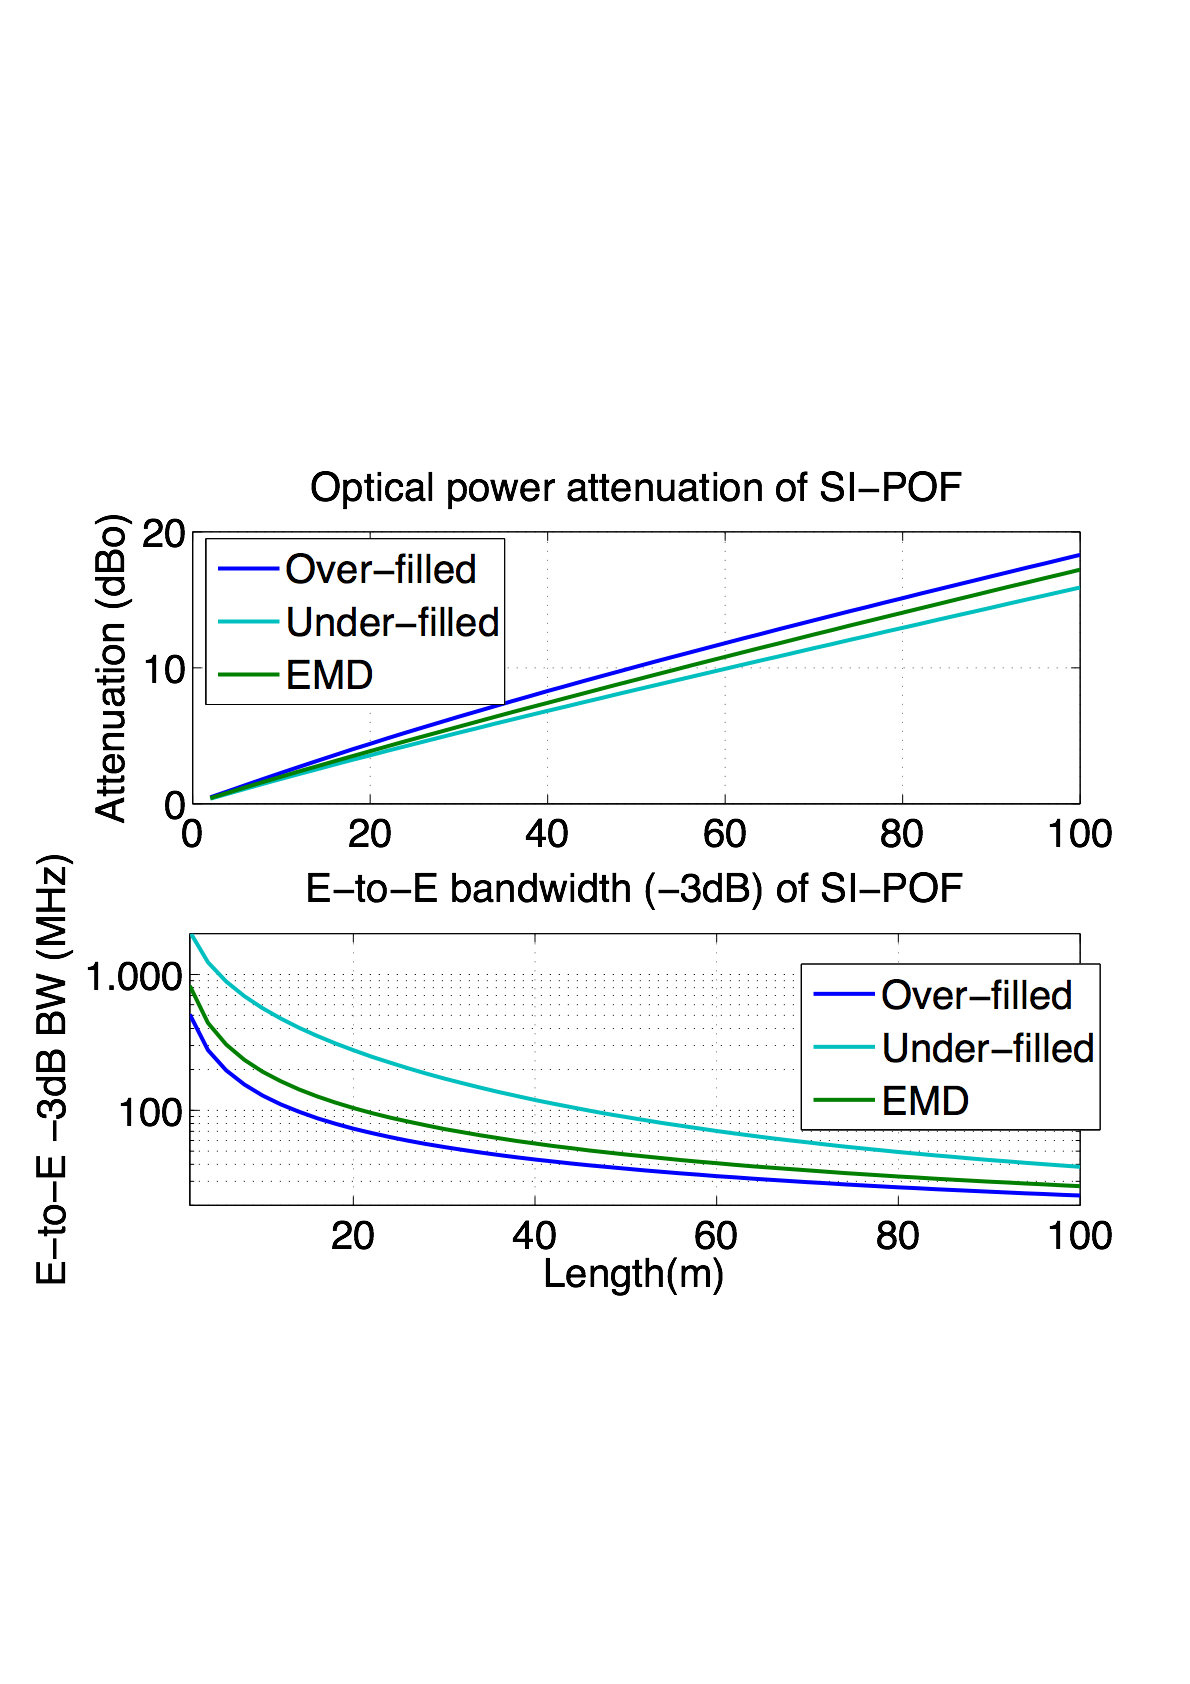 Optical power attenuation of SI−POF
Attenuation (dBo)
20
10
0
Over−filled
Under−filled
EMD
0 20 40 60 80 100
E−to−E bandwidth (−3dB) of SI−POF
E−to−E −3dB BW (MHz)
1.000
100
Over−filled
Under−filled
EMD
20 40 60 80 100
Length(m)